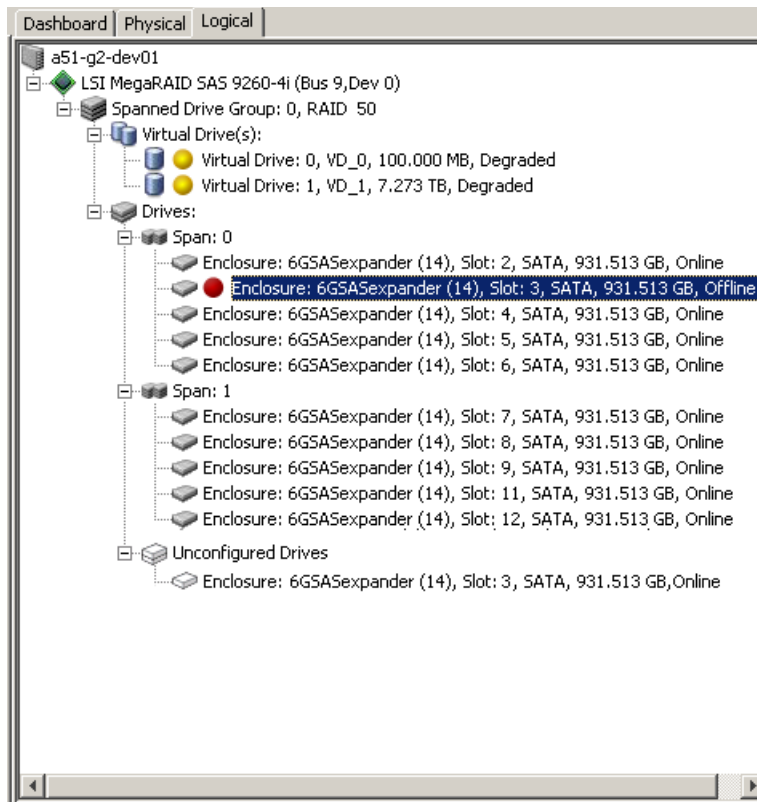 Dashboard Physical Logical
a51-g2-dev01
LSI MegaRAID SAS 9260-4i (Bus 9,Dev 0)
Spanned Drive Group: 0, RAID 50
Virtual Drive(s):
Virtual Drive: 0, VD_0, 100.000 MB, Degraded
Virtual Drive: 1, VD_1, 7.273 TB, Degraded
Drives:
Span: 0
Enclosure: 6GSASexpander (14), Slot: 2, SATA, 931.513 GB, Online
Enclosure: 6GSASexpander (14), Slot: 3, SATA, 931.513 GB, Offline
Enclosure: 6GSASexpander (14), Slot: 4, SATA, 931.513 GB, Online
Enclosure: 6GSASexpander (14), Slot: 5, SATA, 931.513 GB, Online
Enclosure: 6GSASexpander (14), Slot: 6, SATA, 931.513 GB, Online
Span: 1
Enclosure: 6GSASexpander (14), Slot: 7, SATA, 931.513 GB, Online
Enclosure: 6GSASexpander (14), Slot: 8, SATA, 931.513 GB, Online
Enclosure: 6GSASexpander (14), Slot: 9, SATA, 931.513 GB, Online
Enclosure: 6GSASexpander (14), Slot: 11, SATA, 931.513 GB, Online
Enclosure: 6GSASexpander (14), Slot: 12, SATA, 931.513 GB, Online
Unconfigured Drives
Enclosure: 6GSASexpander (14), Slot: 3, SATA, 931.513 GB,Online